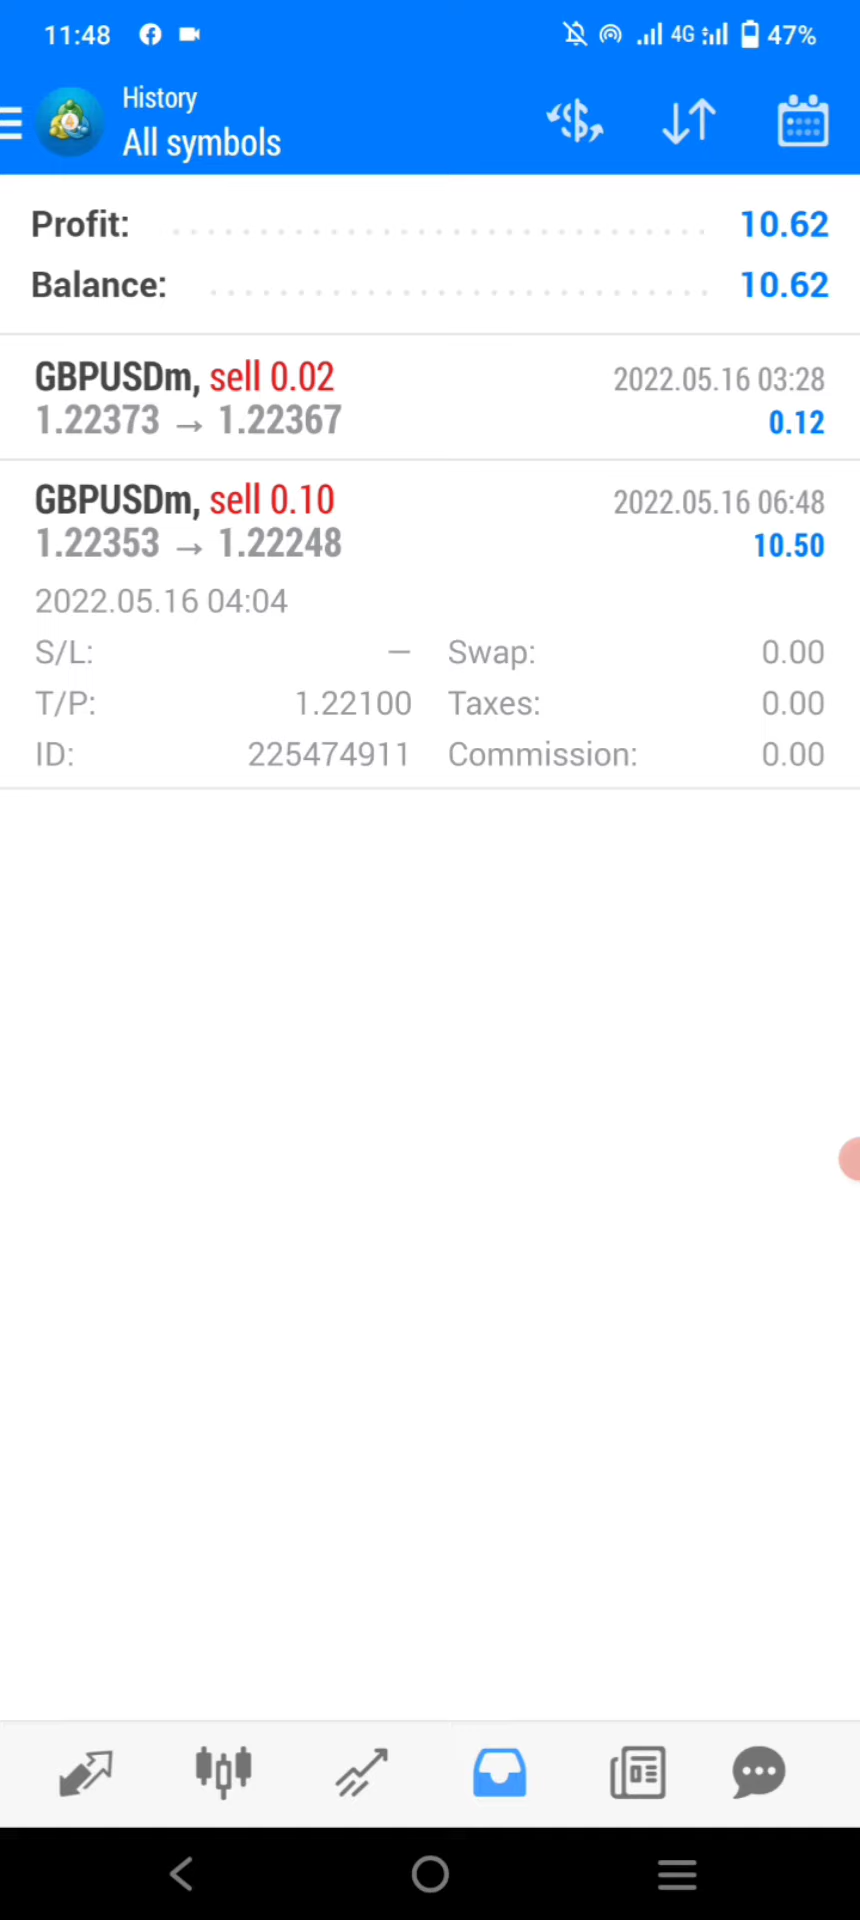 11:48 4G 47%
History
All symbols
Profit: 10.62
Balance: 10.62
GBPUSDm, sell 0.02 2022.05.16 03:28
1.22373 → 1.22367 0.12
GBPUSDm, sell 0.10 2022.05.16 06:48
1.22353 → 1.22248 10.50
2022.05.16 04:04
S/L: — Swap: 0.00
T/P: 1.22100 Taxes: 0.00
ID: 225474911 Commission: 0.00